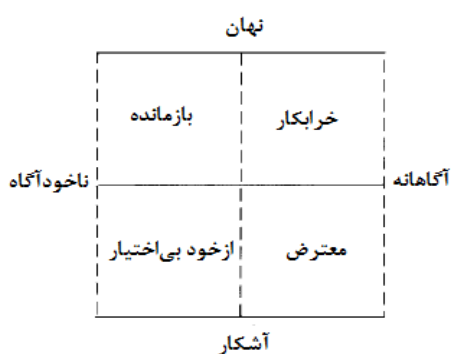 نهان
خرابکار
بازمانده
آگاهانه
ناخودآگاه
معترض
ازخود بی‌اختیار
آشکار